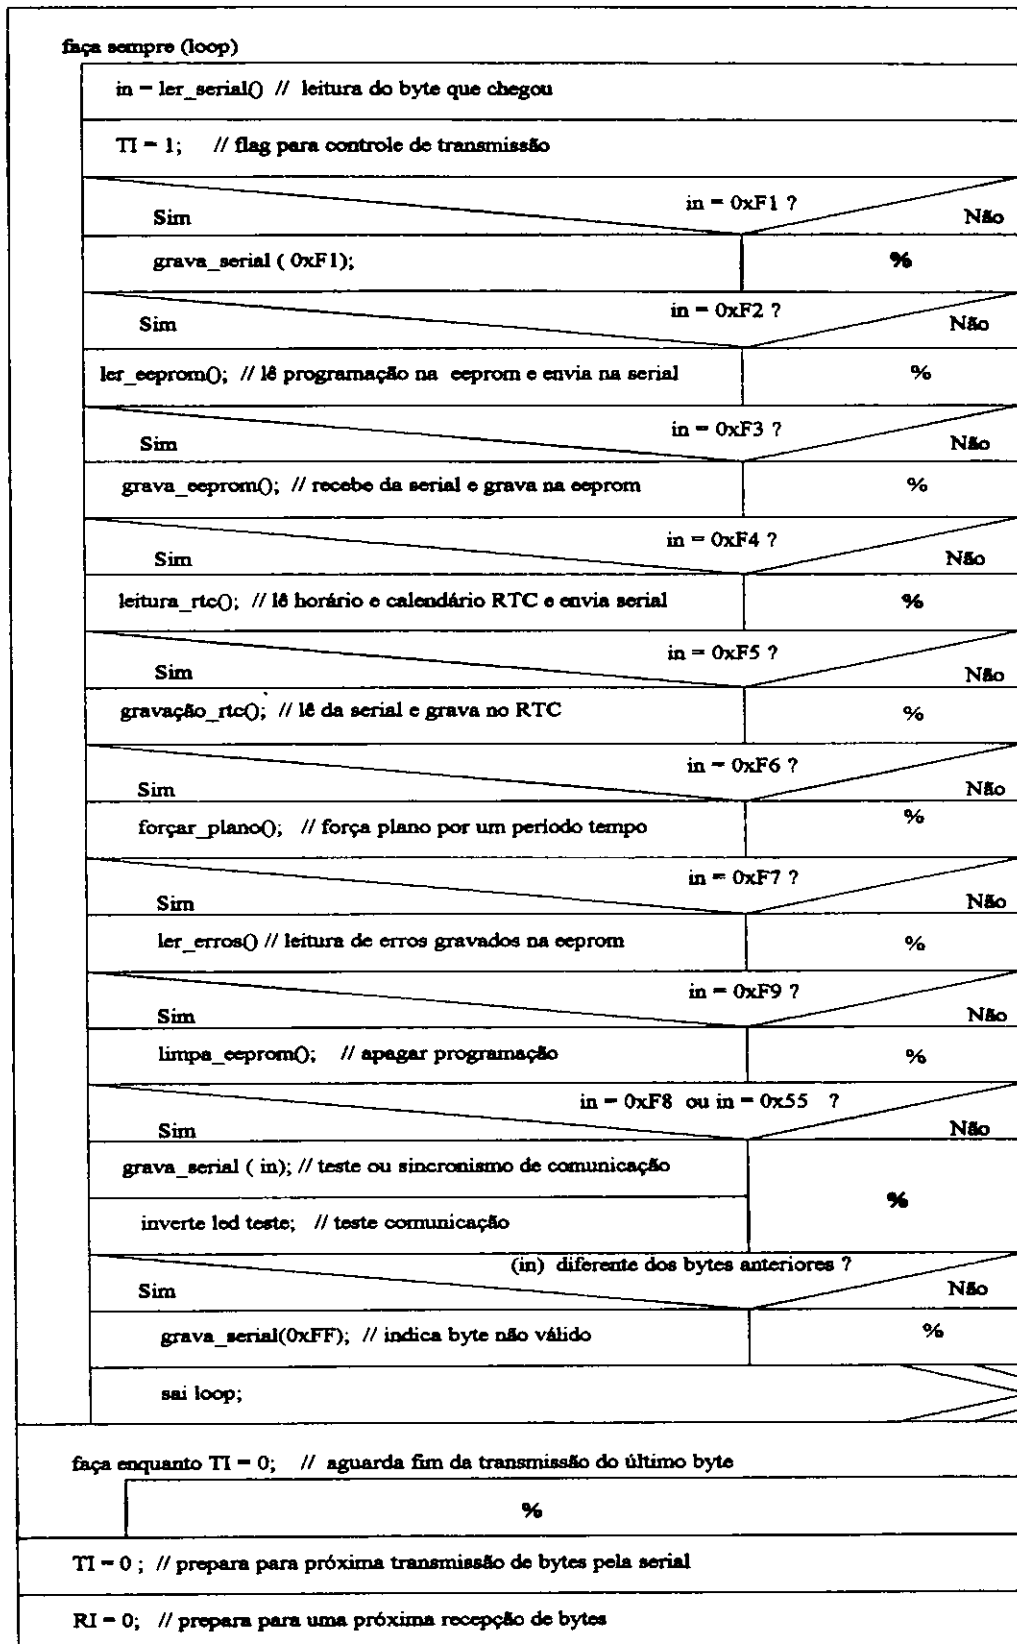 faça sempre (loop)
in = ler_serial() // leitura do byte que chegou
TI = 1; // flag para controle de transmissão
in = 0xF1 ?
Sim Não
grava_serial ( 0xF1); %
in = 0xF2 ?
Sim Não
ler_eeprom(); // lê programação na eeprom e envia na serial %
in = 0xF3 ?
Sim Não
grava_eeprom(); // recebe da serial e grava na eeprom %
in = 0xF4 ?
Sim Não
leitura_rtc(); // lê horário e calendário RTC e envia serial %
in = 0xF5 ?
Sim Não
gravação_rtc(); // lê da serial e grava no RTC %
in = 0xF6 ?
Sim Não
forçar_plano(); // força plano por um período tempo %
in = 0xF7 ?
Sim Não
ler_erros() // leitura de erros gravados na eeprom %
in = 0xF9 ?
Sim Não
limpa_eeprom(); // apagar programação %
in = 0xF8 ou in = 0x55 ?
Sim Não
grava_serial ( in); // teste ou sincronismo de comunicação
%
inverte led teste; // teste comunicação
(in) diferente dos bytes anteriores ?
Sim Não
grava_serial(0xFF); // indica byte não válido %
sai loop;
faça enquanto TI = 0; // aguarda fim da transmissão do último byte
%
TI = 0 ; // prepara para próxima transmissão de bytes pela serial
RI = 0; // prepara para uma próxima recepção de bytes